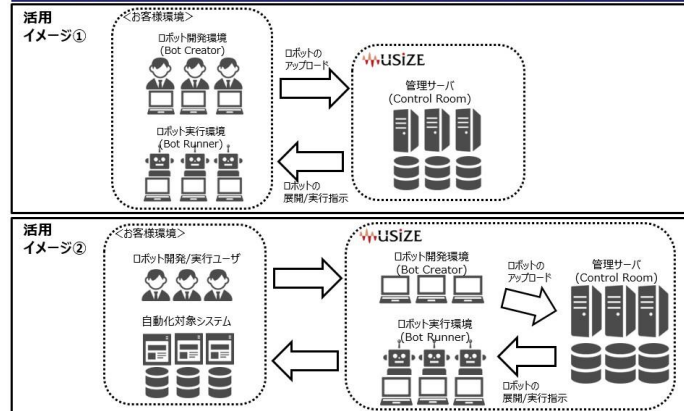 活用
イメージ①
<お客様環境>
ロボット開発環境
(Bot Creator)
ロボット実行環境
(Bot Runner)
ロボットの
アップロード
ロボットの
展開/実行指示
USiZE
管理サーバ
(Control Room)
活用
イメージ②
<お客様環境>
ロボット開発/実行ユーザ
自動化対象システム
USiZE
ロボット開発環境
(Bot Creator)
ロボット実行環境
(Bot Runner)
ロボットの
アップロード
ロボットの
展開/実行指示
管理サーバ
(Control Room)